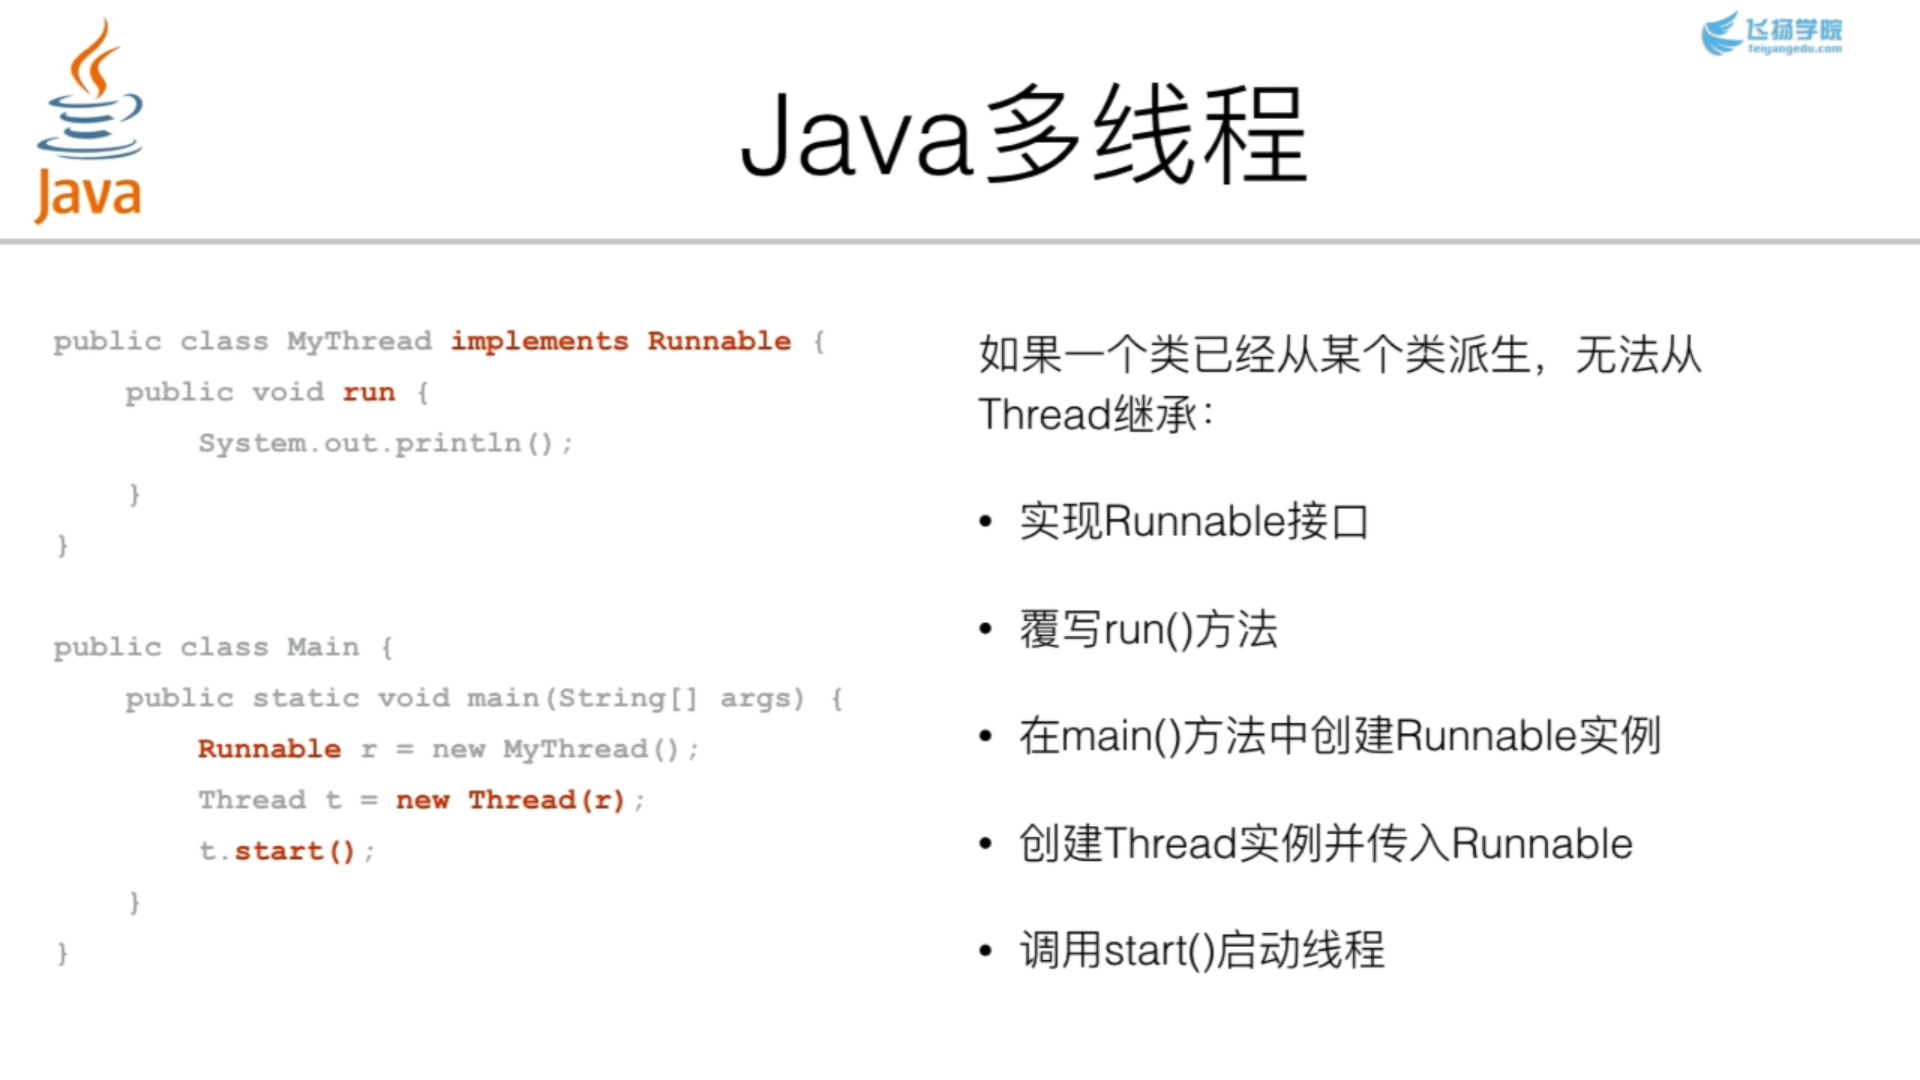 Java
飞扬学院
feiyangedu.com
Java多线程
public class MyThread implements Runnable {
    public void run {
        System.out.println();
    }
}
public class Main {
    public static void main(String[] args) {
        Runnable r = new MyThread();
        Thread t = new Thread(r);
        t.start();
    }
}
如果一个类已经从某个类派生，无法从
Thread继承：
• 实现Runnable接口
• 覆写run()方法
• 在main()方法中创建Runnable实例
• 创建Thread实例并传入Runnable
• 调用start()启动线程